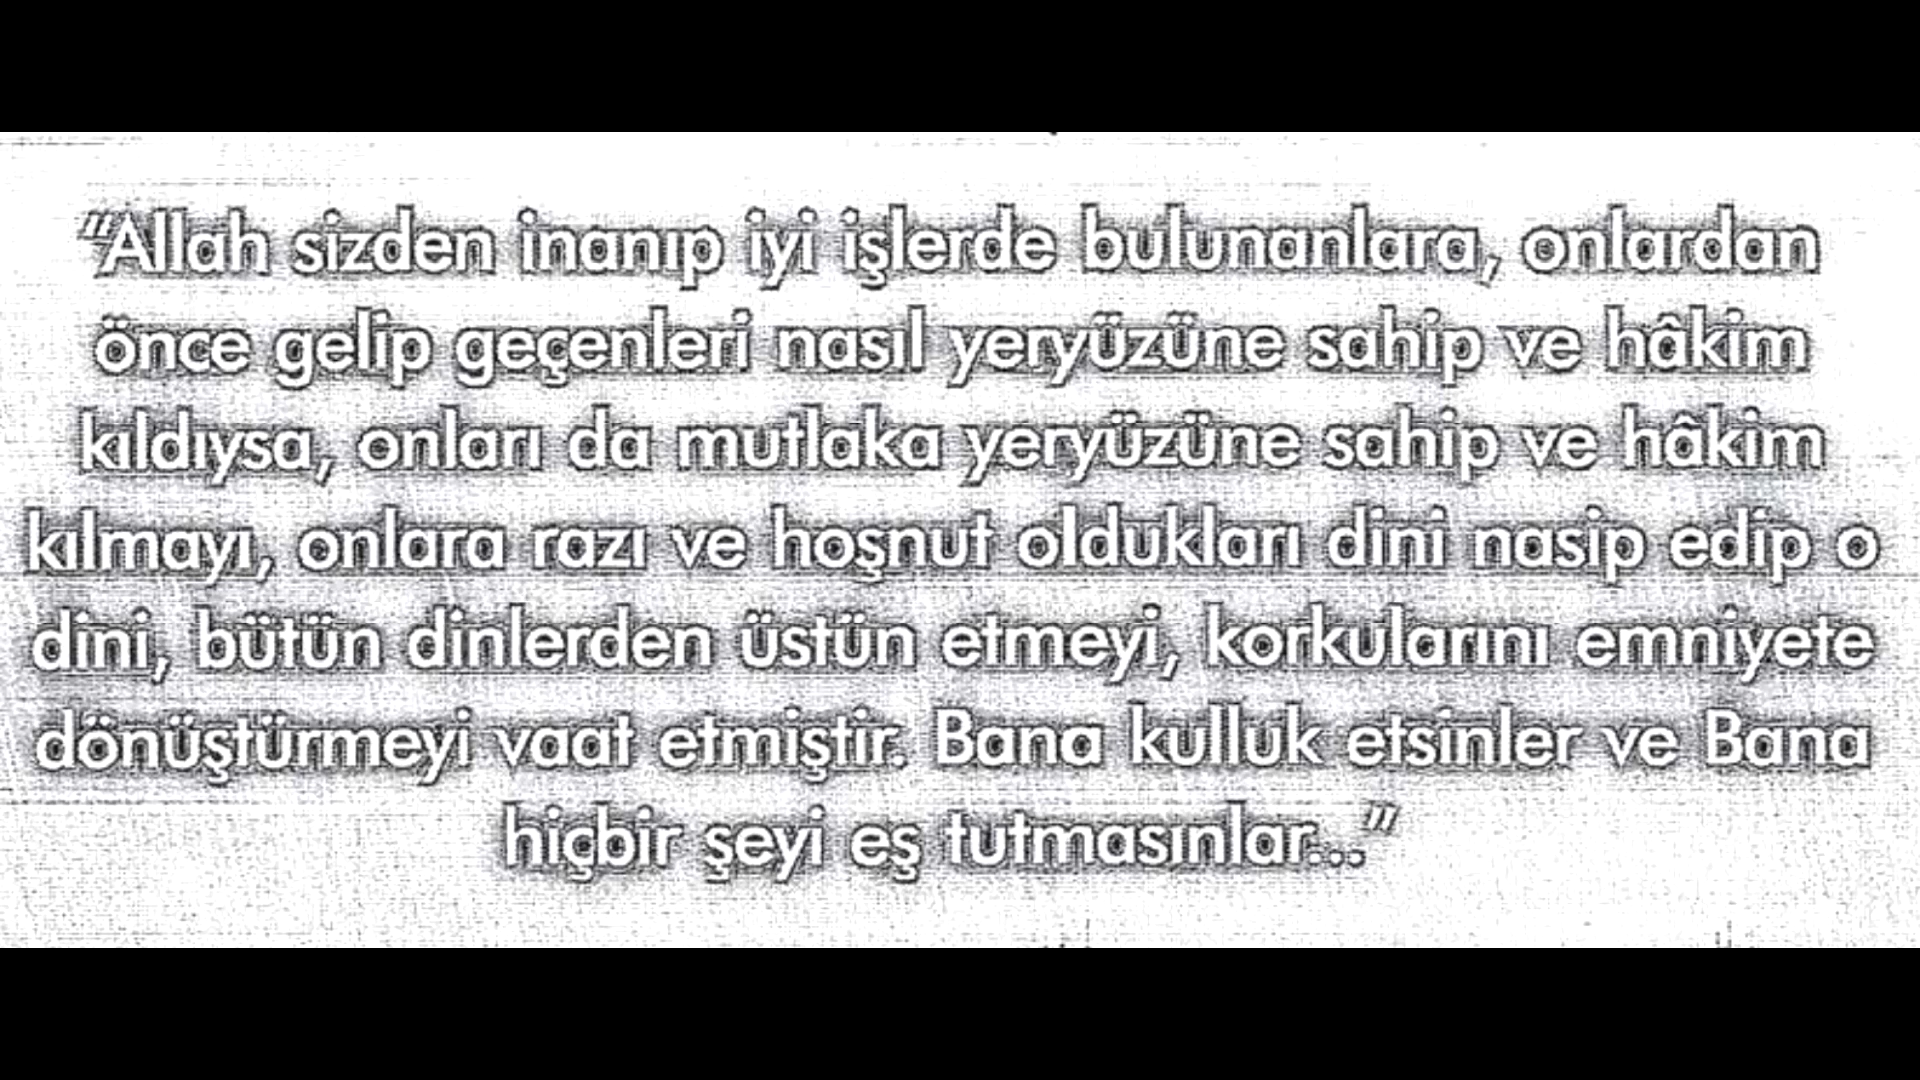 “Allah sizden inanıp iyi işlerde bulunanlara, onlardan
önce gelip geçenleri nasıl yeryüzüne sahip ve hâkim
kıldıysa, onları da mutlaka yeryüzüne sahip ve hâkim
kılmayı, onlara razı ve hoşnut oldukları dini nasip edip o
dini, bütün dinlerden üstün etmeyi, korkularını emniyete
dönüştürmeyi vaat etmiştir. Bana kulluk etsinler ve Bana
hiçbir şeyi eş tutmasınlar...”